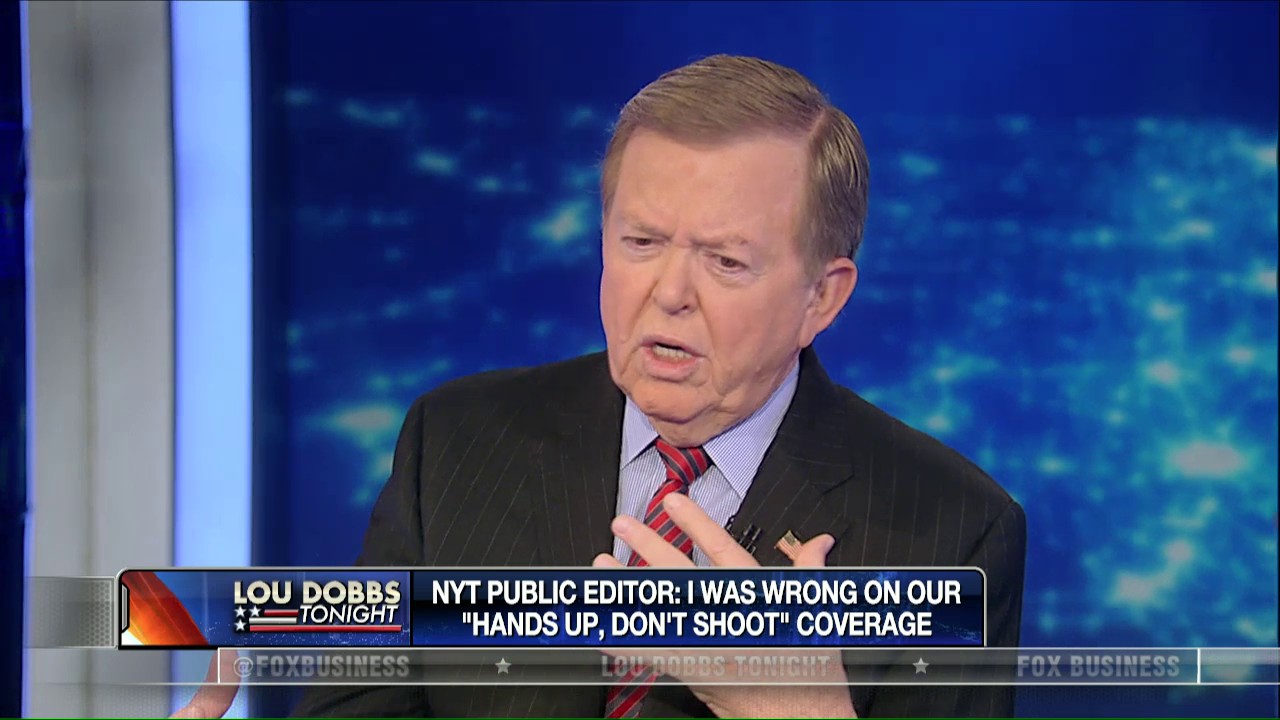 LOU DOBBS
TONIGHT
NYT PUBLIC EDITOR: I WAS WRONG ON OUR
"HANDS UP, DON'T SHOOT" COVERAGE
@FOXBUSINESS ★ LOU DOBBS TONIGHT ★ FOX BUSINESS